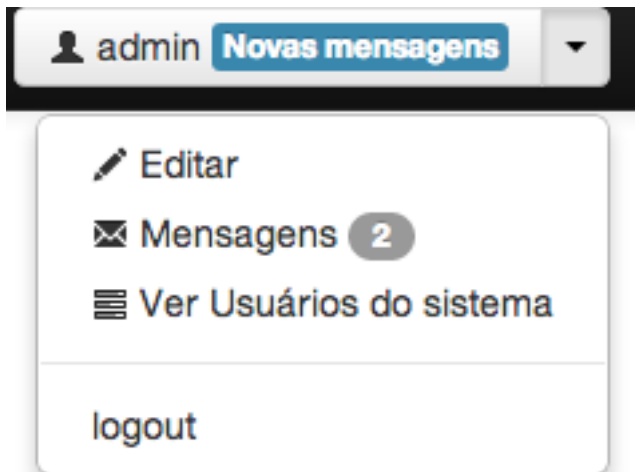 admin Novas mensagens
Editar
Mensagens 2
Ver Usuários do sistema
logout